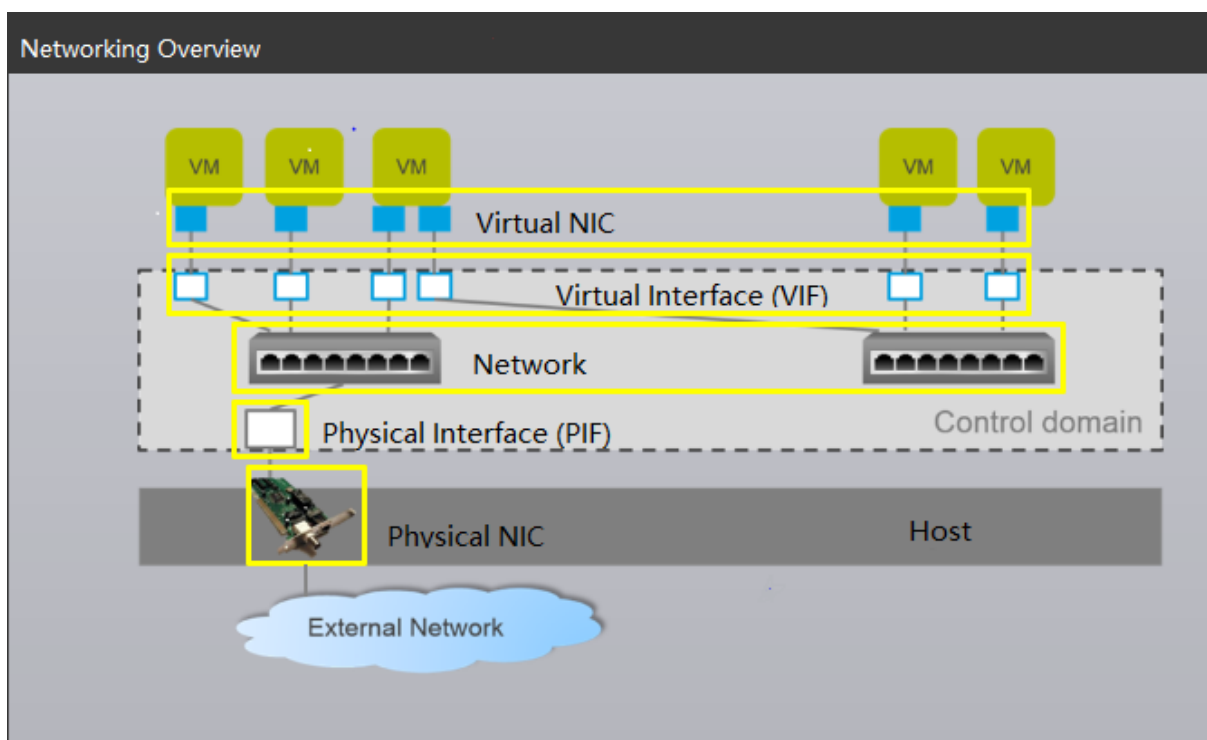 Networking Overview
VM
VM
VM
VM
VM
Virtual NIC
Virtual Interface (VIF)
Network
Physical Interface (PIF)
Control domain
Physical NIC
Host
External Network